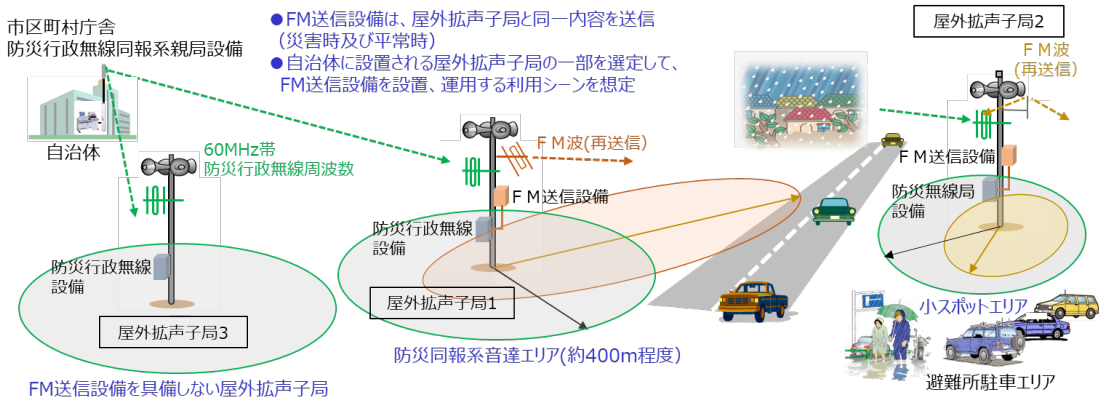 市区町村庁舎
防災行政無線同報系親局設備
自治体
60MHz帯
防災行政無線周波数
防災行政無線
設備
屋外拡声子局3
FM送信設備を具備しない屋外拡声子局
●FM送信設備は、屋外拡声子局と同一内容を送信
(災害時及び平常時)
●自治体に設置される屋外拡声子局の一部を選定して、
FM送信設備を設置、運用する利用シーンを想定
ＦＭ波(再送信)
ＦＭ送信設備
防災行政無線
設備
屋外拡声子局1
防災同報系音達エリア(約400m程度)
屋外拡声子局2
ＦＭ波
(再送信)
ＦＭ送信設備
防災無線局
設備
小スポットエリア
避難所駐車エリア